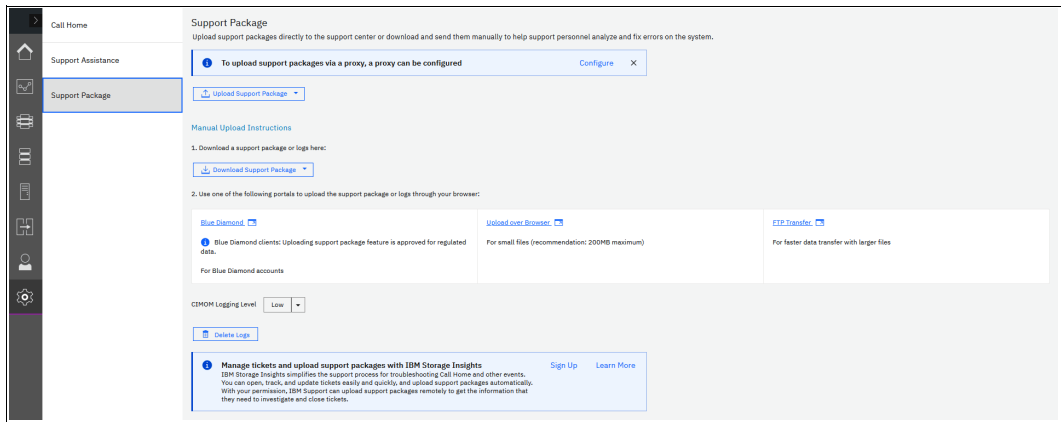 Call Home
Support Assistance
Support Package
Support Package
Upload support packages directly to the support center or download and send them manually to help support personnel analyze and fix errors on the system.
To upload support packages via a proxy, a proxy can be configured
Configure
Upload Support Package
Manual Upload Instructions
1. Download a support package or logs here:
Download Support Package
2. Use one of the following portals to upload the support package or logs through your browser:
Blue Diamond
Blue Diamond clients: Uploading support package feature is approved for regulated
data.
For Blue Diamond accounts
Upload over Browser
For small files (recommendation: 200MB maximum)
FTP Transfer
For faster data transfer with larger files
CIMOM Logging Level Low
Delete Logs
Manage tickets and upload support packages with IBM Storage Insights
IBM Storage Insights simplifies the support process for troubleshooting Call Home and other events.
You can open, track, and update tickets easily and quickly, and upload support packages automatically.
With your permission, IBM Support can upload support packages remotely to get the information that
they need to investigate and close tickets.
Sign Up Learn More